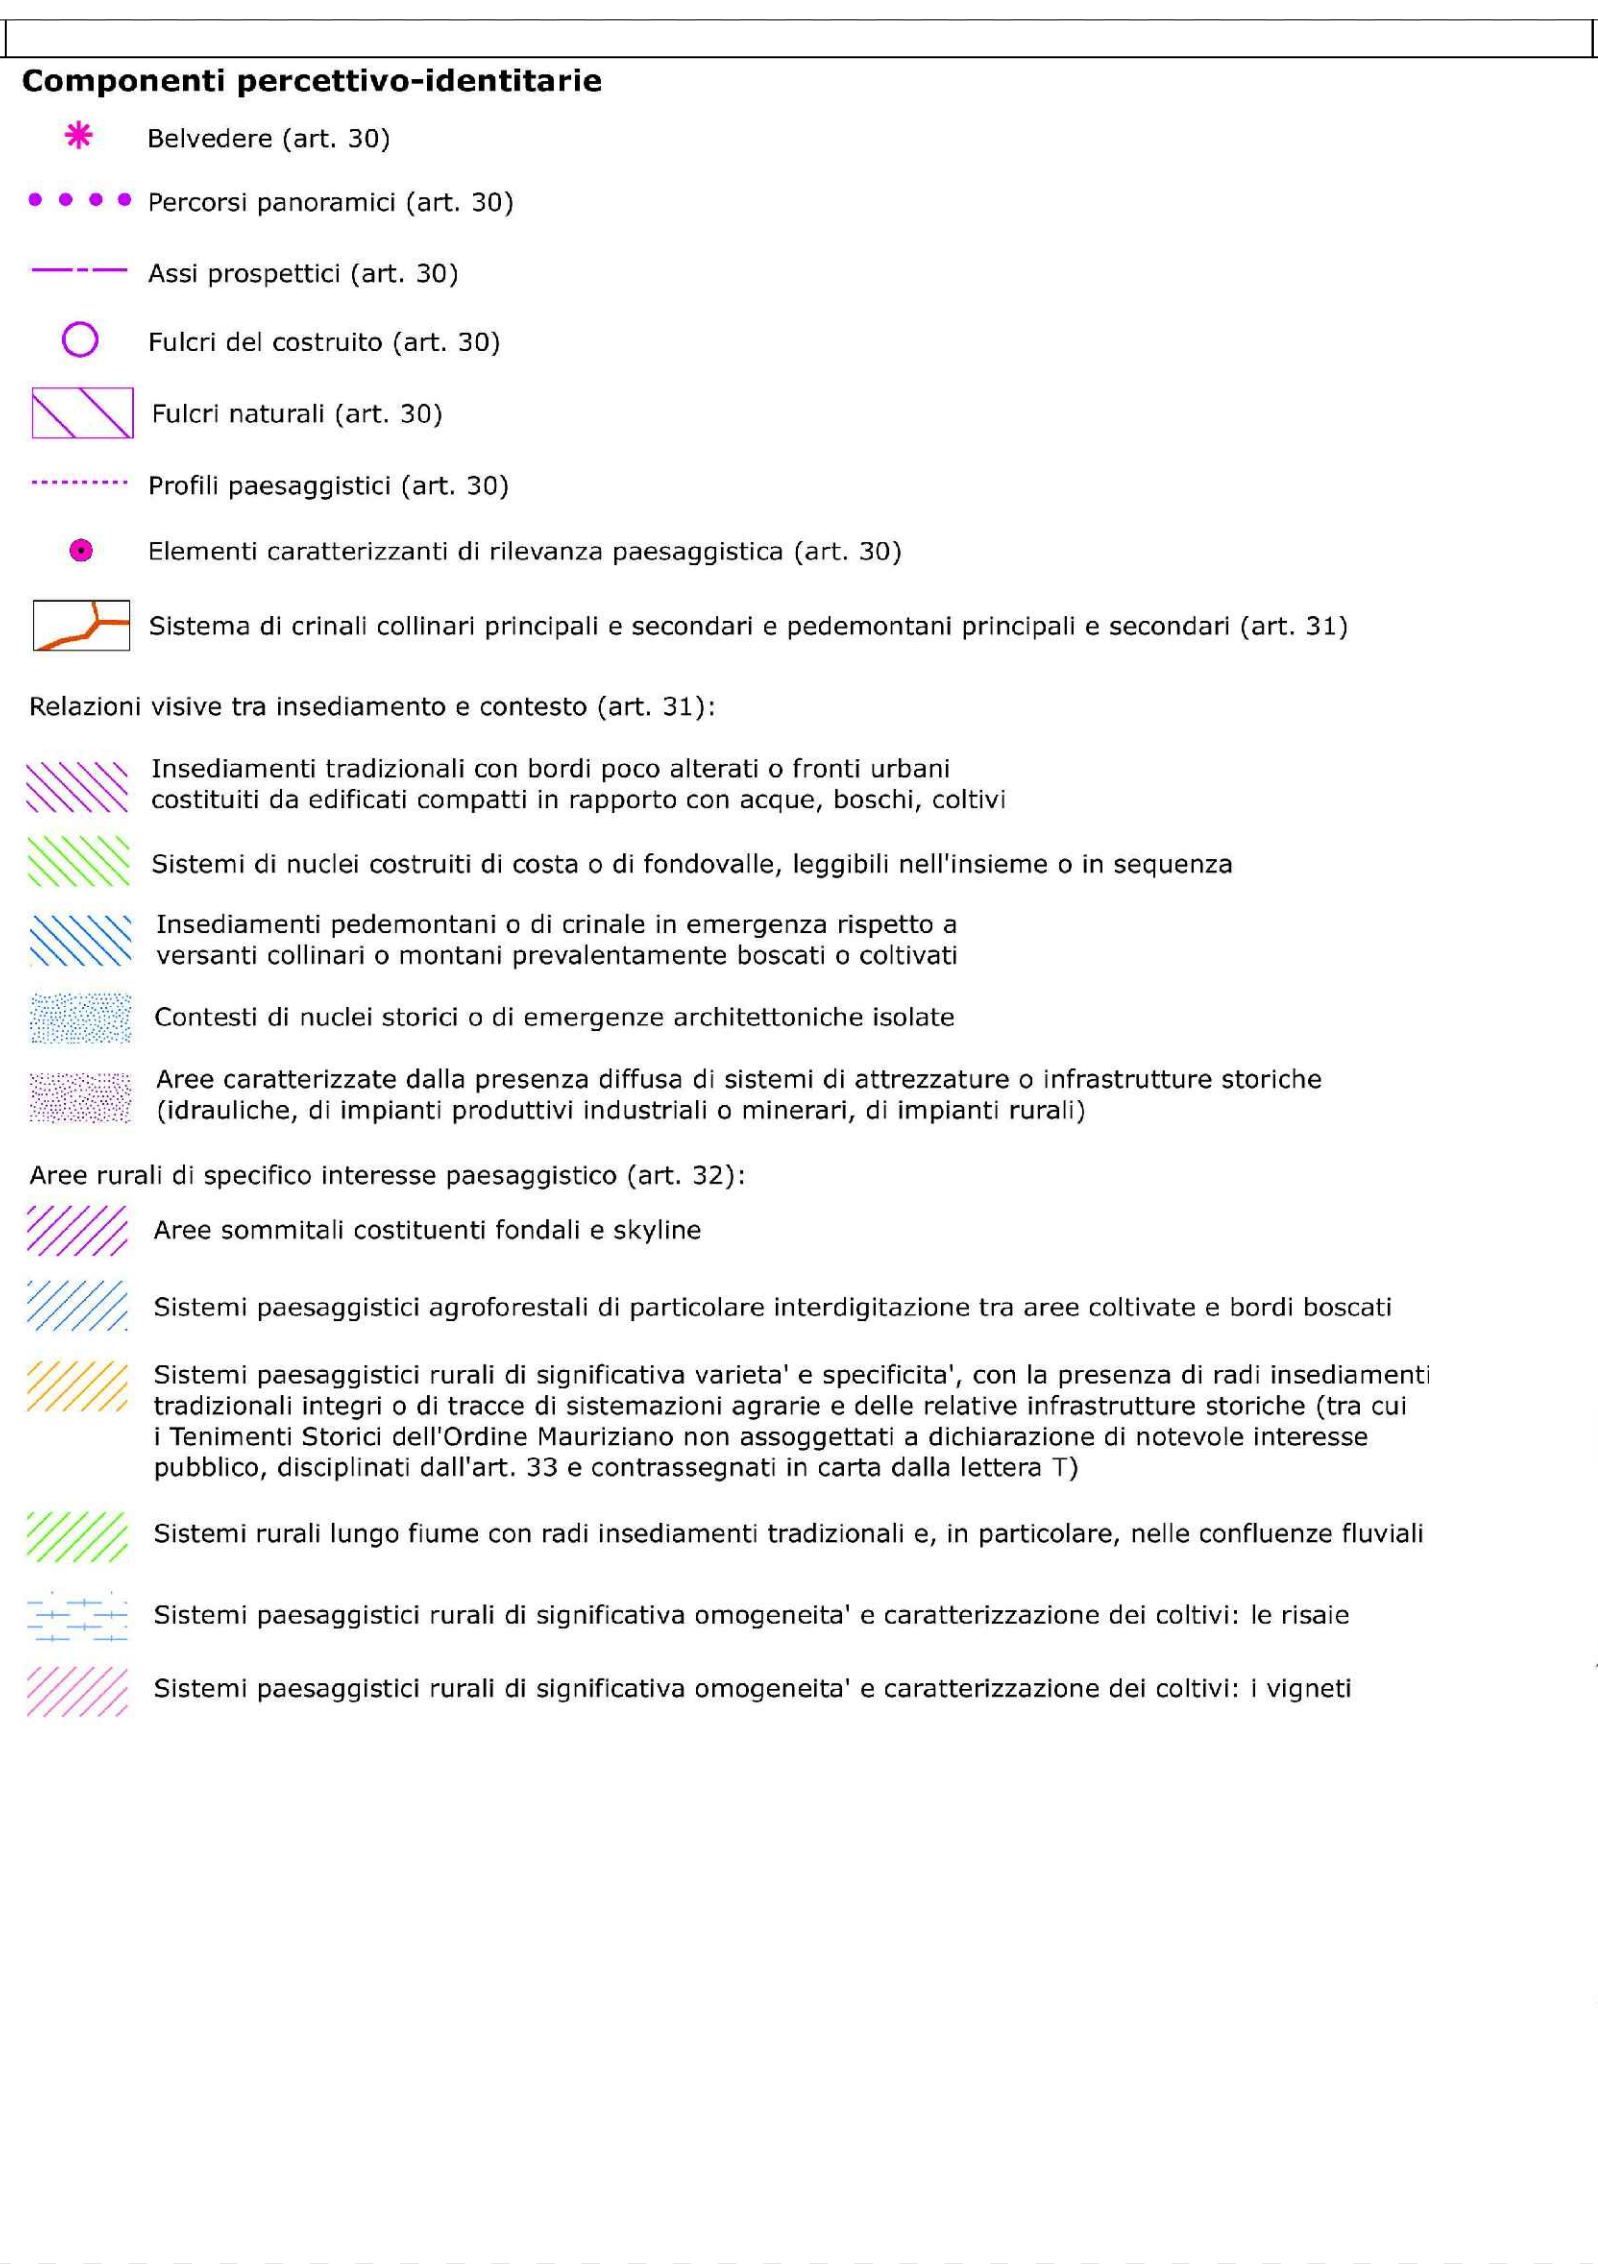 Componenti percettivo-identitarie
Belvedere (art. 30)
Percorsi panoramici (art. 30)
Assi prospettici (art. 30)
Fulcri del costruito (art. 30)
Fulcri naturali (art. 30)
Profili paesaggistici (art. 30)
Elementi caratterizzanti di rilevanza paesaggistica (art. 30)
Sistema di crinali collinari principali e secondari e pedemontani principali e secondari (art. 31)
Relazioni visive tra insediamento e contesto (art. 31):
Insediamenti tradizionali con bordi poco alterati o fronti urbani
costituiti da edificati compatti in rapporto con acque, boschi, coltivi
Sistemi di nuclei costruiti di costa o di fondovalle, leggibili nell'insieme o in sequenza
Insediamenti pedemontani o di crinale in emergenza rispetto a
versanti collinari o montani prevalentemente boscati o coltivati
Contesti di nuclei storici o di emergenze architettoniche isolate
Aree caratterizzate dalla presenza diffusa di sistemi di attrezzature o infrastrutture storiche
(idrauliche, di impianti produttivi industriali o minerari, di impianti rurali)
Aree rurali di specifico interesse paesaggistico (art. 32):
Aree sommitali costituenti fondali e skyline
Sistemi paesaggistici agroforestali di particolare interdigitazione tra aree coltivate e bordi boscati
Sistemi paesaggistici rurali di significativa varieta' e specificita', con la presenza di radi insediamenti
tradizionali integri o di tracce di sistemazioni agrarie e delle relative infrastrutture storiche (tra cui
i Tenimenti Storici dell'Ordine Mauriziano non assoggettati a dichiarazione di notevole interesse
pubblico, disciplinati dall'art. 33 e contrassegnati in carta dalla lettera T)
Sistemi rurali lungo fiume con radi insediamenti tradizionali e, in particolare, nelle confluenze fluviali
Sistemi paesaggistici rurali di significativa omogeneita' e caratterizzazione dei coltivi: le risaie
Sistemi paesaggistici rurali di significativa omogeneita' e caratterizzazione dei coltivi: i vigneti